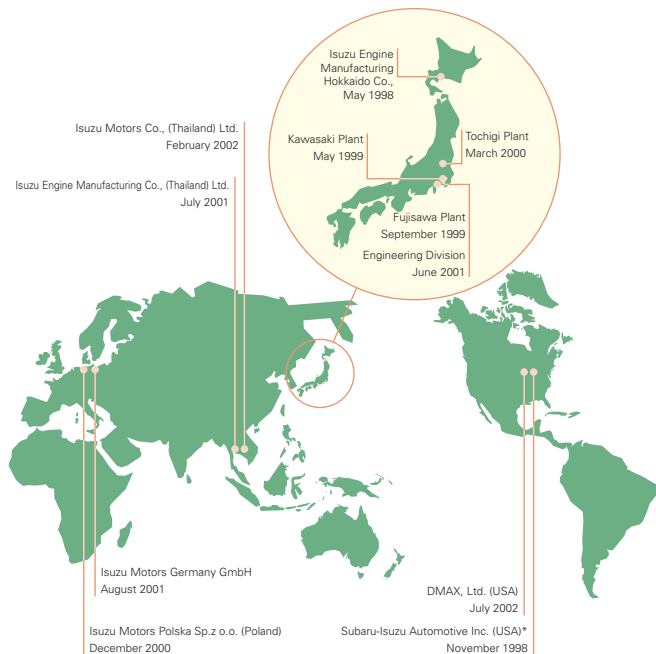 Isuzu Engine
Manufacturing
Hokkaido Co.,
May 1998
Isuzu Motors Co., (Thailand) Ltd.
February 2002
Kawasaki Plant
May 1999
Tochigi Plant
March 2000
Isuzu Engine Manufacturing Co., (Thailand) Ltd.
July 2001
Fujisawa Plant
September 1999
Engineering Division
June 2001
Isuzu Motors Germany GmbH
August 2001
DMAX, Ltd. (USA)
July 2002
Isuzu Motors Polska Sp.z o.o. (Poland)
December 2000
Subaru-Isuzu Automotive Inc. (USA)*
November 1998